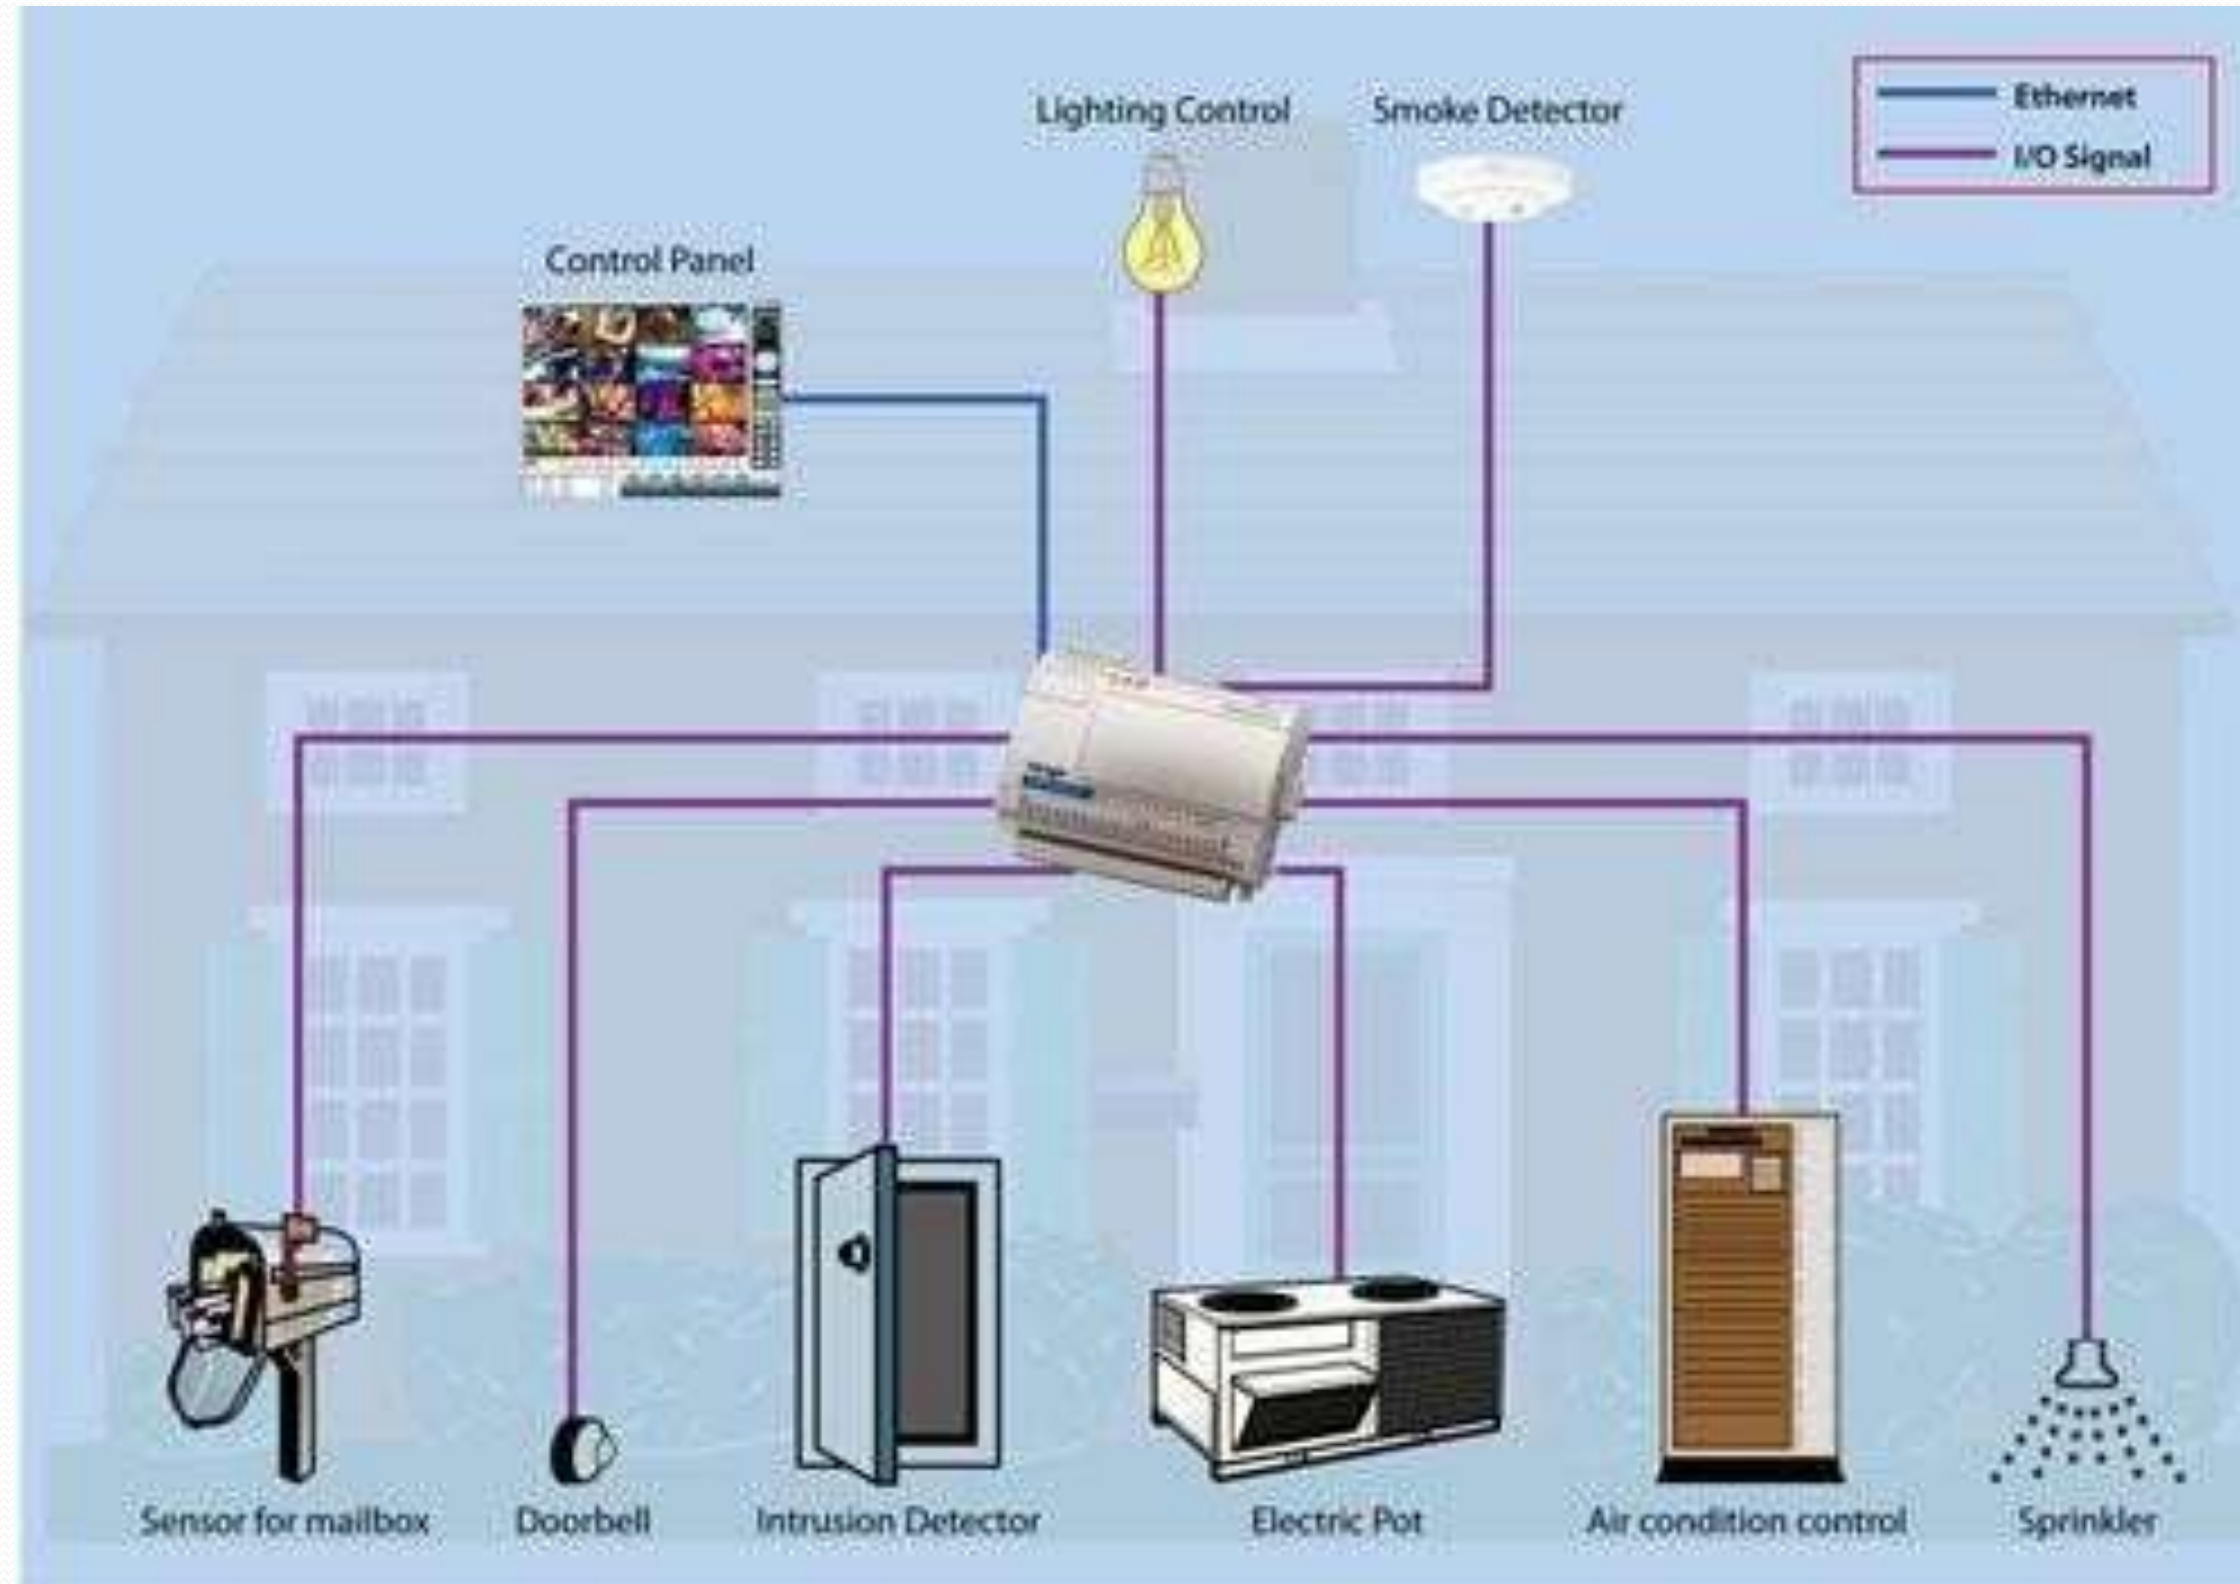 Lighting Control
Smoke Detector
Ethernet
I/O Signal
Control Panel
Sensor for mailbox
Doorbell
Intrusion Detector
Electric Pot
Air condition control
Sprinkler